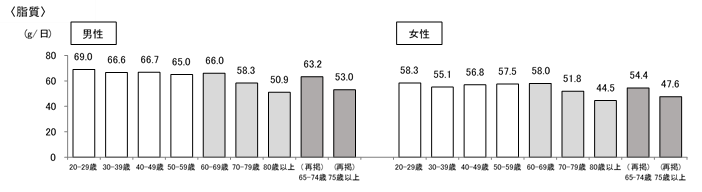 〈脂質〉
(g/日)
男性
女性
80
60
40
20
0
69.0 66.6 66.7 65.0 66.0 58.3 50.9 63.2 53.0
58.3 55.1 56.8 57.5 58.0 51.8 44.5 54.4 47.6
20-29歳 30-39歳 40-49歳 50-59歳 60-69歳 70-79歳 80歳以上 (再掲) (再掲)
65-74歳 75歳以上
20-29歳 30-39歳 40-49歳 50-59歳 60-69歳 70-79歳 80歳以上 (再掲) (再掲)
65-74歳 75歳以上